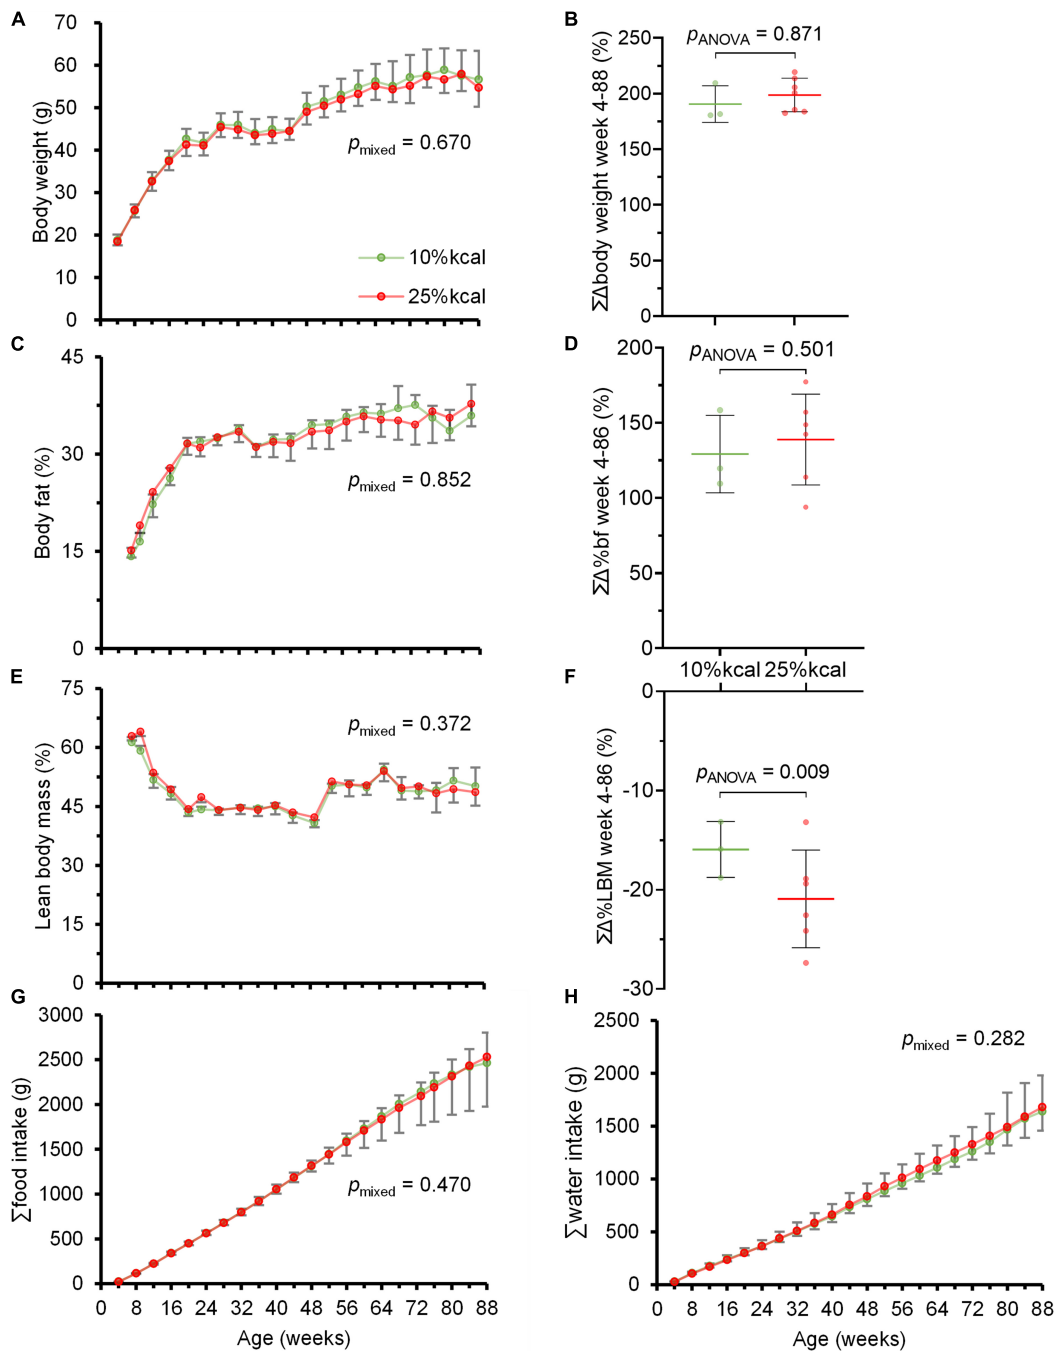 A
70
60
50
40
30
20
10
0
Body weight (g)
pmixed = 0.670
10%kcal
25%kcal
B
250
200
150
200
50
0
ΣΔbody weight week 4-88 (%)
pANOVA = 0.871
C
45
30
15
0
Body fat (%)
pmixed = 0.852
D
200
150
100
50
0
ΣΔ%bf week 4-86 (%)
pANOVA = 0.501
10%kcal 25%kcal
E
75
60
45
30
15
0
Lean body mass (%)
pmixed = 0.372
F
0
-10
-20
-30
ΣΔ%LBM week 4-86 (%)
pANOVA = 0.009
G
3000
2500
2000
1500
1000
500
0
∑food intake (g)
pmixed = 0.470
0 8 16 24 32 40 48 56 64 72 80 88
Age (weeks)
H
2500
2000
1500
1000
500
0
∑water intake (g)
pmixed = 0.282
0 8 16 24 32 40 48 56 64 72 80 88
Age (weeks)